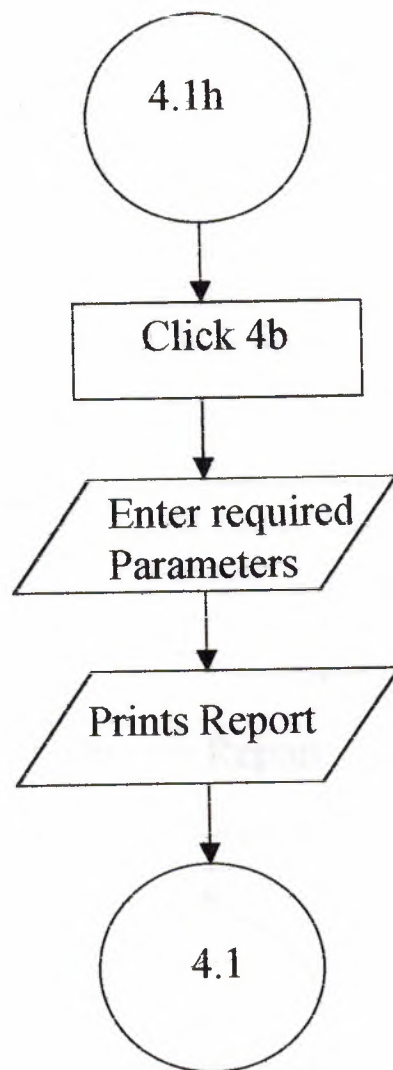 4.1h
Click 4b
Enter required
Parameters
Prints Report
4.1